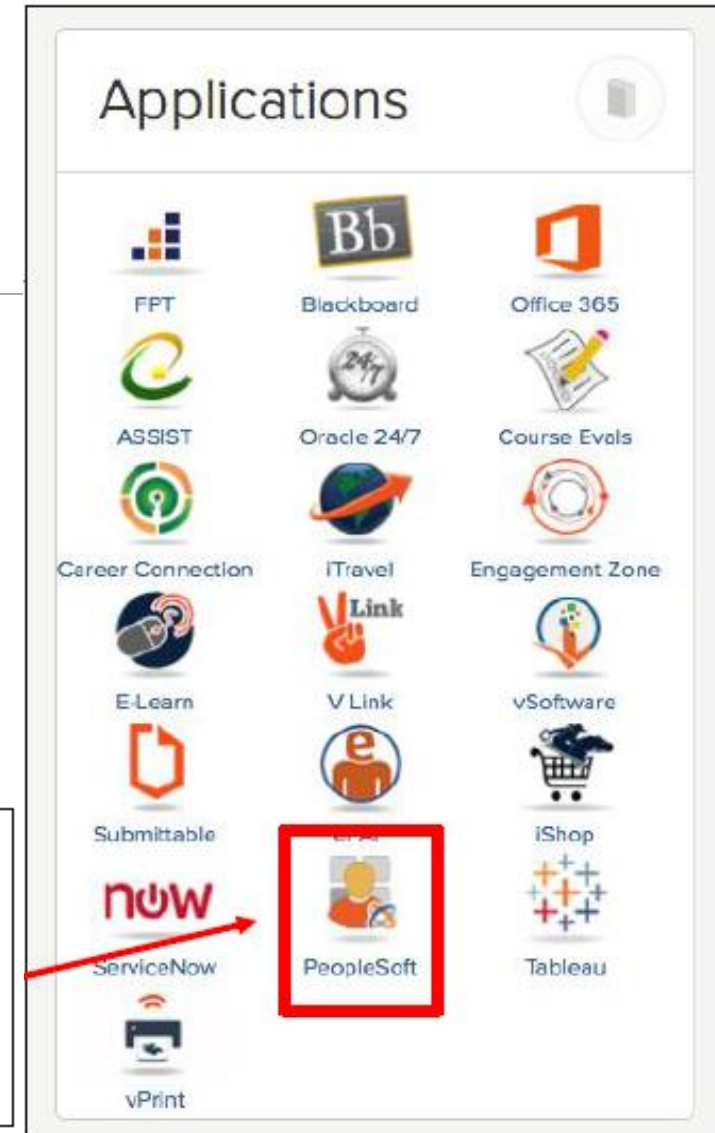 Applications
Bb
FPT Blackboard Office 365
24/7
ASSIST Oracle 24/7 Course Evals
Career Connection iTravel Engagement Zone
Link
E-Learn V Link vSoftware
e
Submittable iShop
now
ServiceNow PeopleSoft Tableau
vPrint